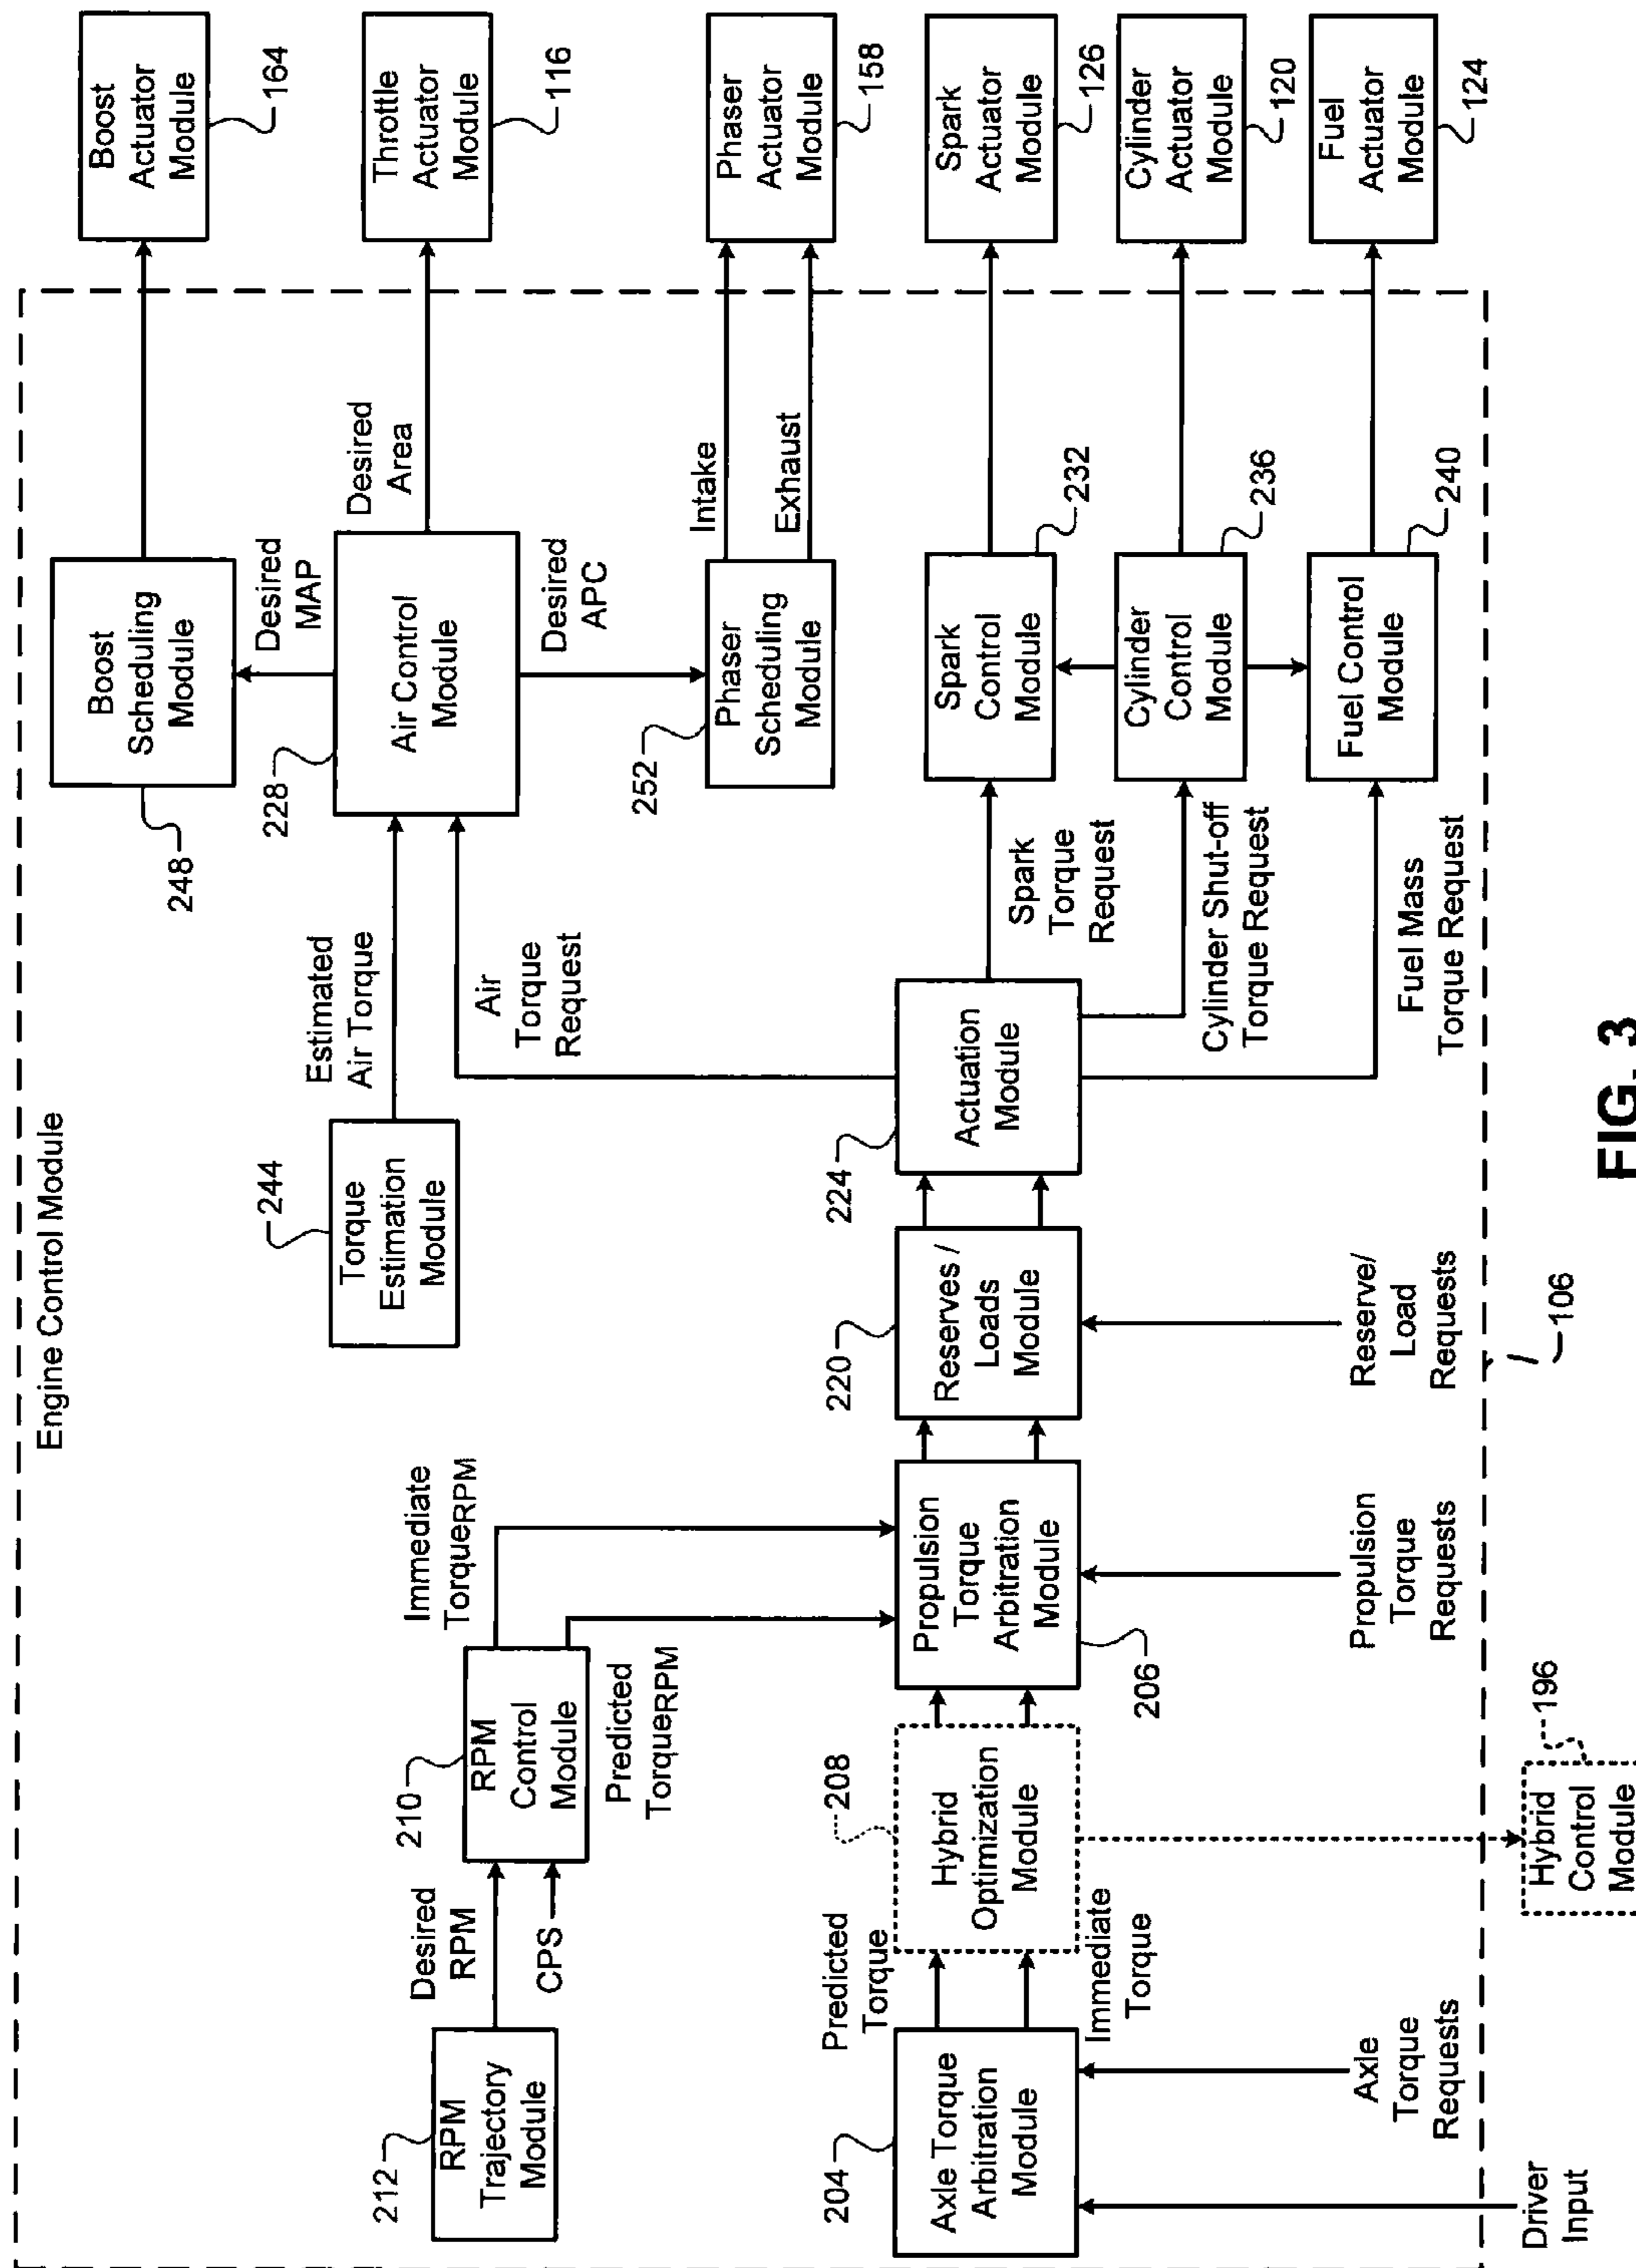 Engine Control Module
Boost
Scheduling
Module
248
Boost
Actuator
Module
164
Desired
MAP
228
Air Control
Module
Desired
Area
Throttle
Actuator
Module
116
244
Torque
Estimation
Module
Estimated
Air Torque
Air
Torque
Request
Desired
APC
252
Phaser
Scheduling
Module
Intake
Exhaust
Phaser
Actuator
Module
158
212
RPM
Trajectory
Module
Desired
RPM
CPS
210
RPM
Control
Module
Immediate
TorqueRPM
Predicted
TorqueRPM
204
Axle Torque
Arbitration
Module
Predicted
Torque
Immediate
Torque
208
Hybrid
Optimization
Module
Propulsion
Torque
Arbitration
Module
206
220
Reserves /
Loads
Module
224
Actuation
Module
Spark
Torque
Request
Spark
Control
Module
232
Spark
Actuator
Module
126
Cylinder Shut-off
Torque Request
Cylinder
Control
Module
236
Cylinder
Actuator
Module
120
Fuel Mass
Torque Request
Fuel Control
Module
240
Fuel
Actuator
Module
124
Driver
Input
Axle
Torque
Requests
Propulsion
Torque
Requests
Reserve/
Load
Requests
106
Hybrid
Control
Module
196
FIG. 3